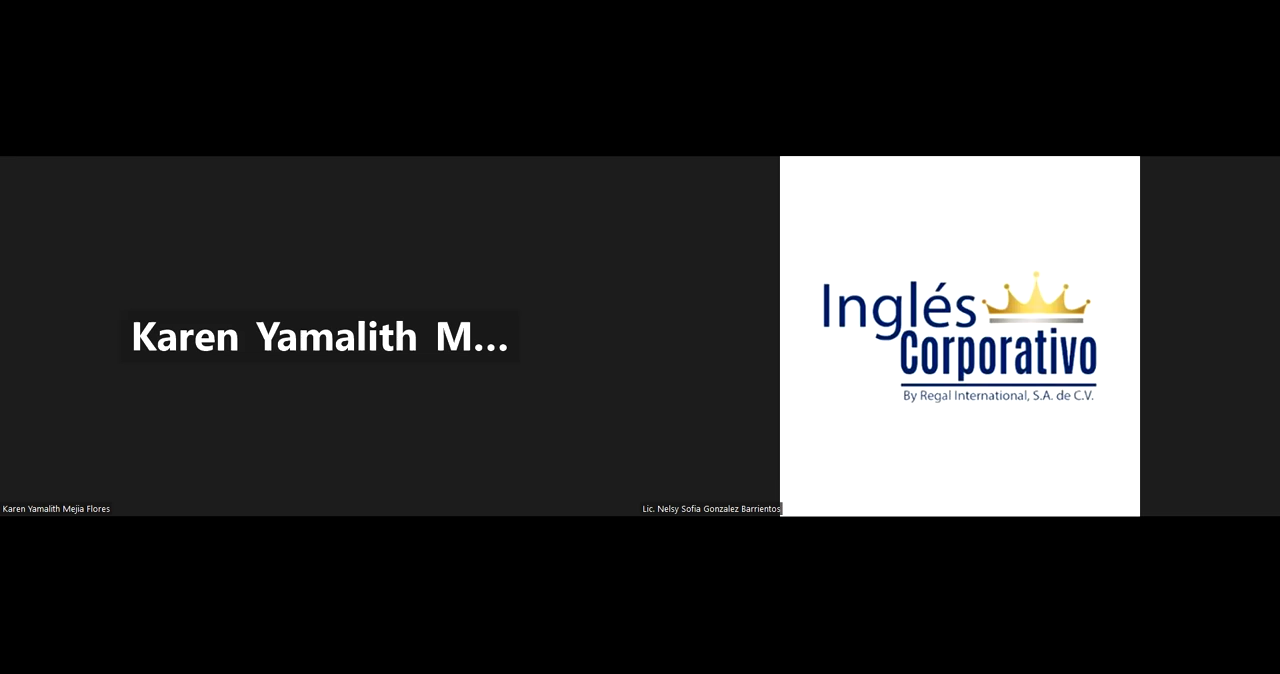 Karen Yamalith M...
Inglés
Corporativo
By Regal International, S.A. de C.V.
Karen Yamalith Mejia Flores
Lic. Nelsy Sofia Gonzalez Barrientos